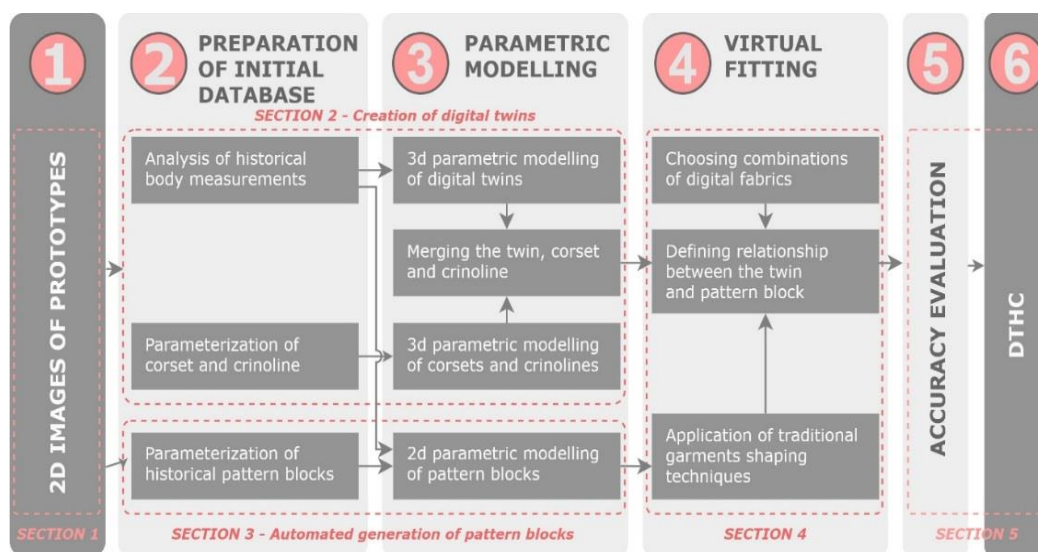 1
2D IMAGES OF PROTOTYPES
SECTION 1
2
PREPARATION
OF INITIAL
DATABASE
3
PARAMETRIC
MODELLING
4
VIRTUAL
FITTING
5
6
SECTION 2 - Creation of digital twins
Analysis of historical
body measurements
3d parametric modelling
of digital twins
Choosing combinations
of digital fabrics
Merging the twin, corset
and crinoline
Defining relationship
between the twin
and pattern block
Parameterization of
corset and crinoline
3d parametric modelling
of corsets and crinolines
Parameterization of
historical pattern blocks
2d parametric modelling
of pattern blocks
Application of traditional
garments shaping
techniques
SECTION 3 - Automated generation of pattern blocks
SECTION 4
ACCURACY EVALUATION
DTHC
SECTION 5